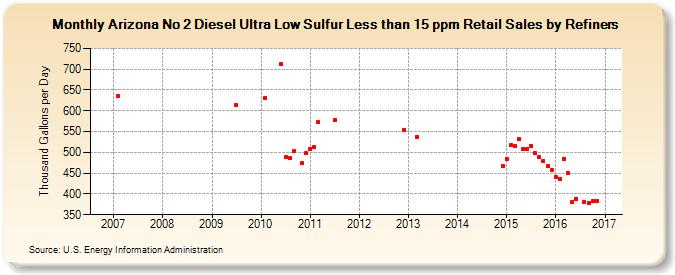 Monthly Arizona No 2 Diesel Ultra Low Sulfur Less than 15 ppm Retail Sales by Refiners
Thousand Gallons per Day
750
700
650
600
550
500
450
400
350
2007 2008 2009 2010 2011 2012 2013 2014 2015 2016 2017
Source: U.S. Energy Information Administration